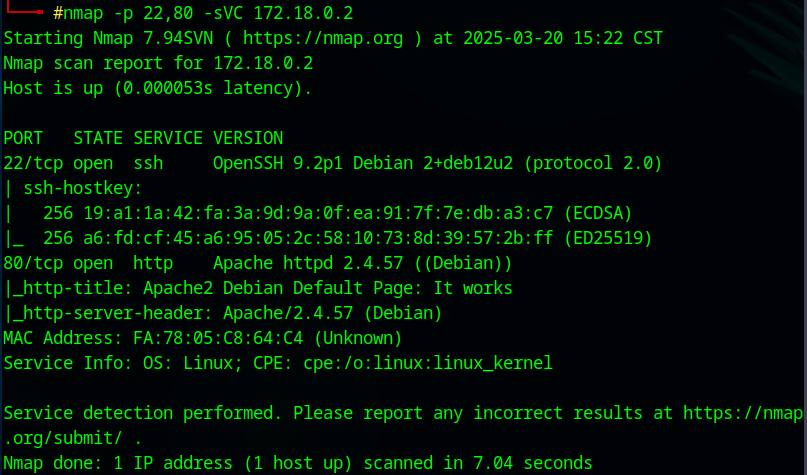 #nmap -p 22,80 -sVC 172.18.0.2
Starting Nmap 7.94SVN ( https://nmap.org ) at 2025-03-20 15:22 CST
Nmap scan report for 172.18.0.2
Host is up (0.000053s latency).
PORT   STATE SERVICE VERSION
22/tcp open  ssh     OpenSSH 9.2p1 Debian 2+deb12u2 (protocol 2.0)
| ssh-hostkey:
|   256 19:a1:1a:42:fa:3a:9d:9a:0f:ea:91:7f:7e:db:a3:c7 (ECDSA)
|_  256 a6:fd:cf:45:a6:95:05:2c:58:10:73:8d:39:57:2b:ff (ED25519)
80/tcp open  http    Apache httpd 2.4.57 ((Debian))
|_http-title: Apache2 Debian Default Page: It works
|_http-server-header: Apache/2.4.57 (Debian)
MAC Address: FA:78:05:C8:64:C4 (Unknown)
Service Info: OS: Linux; CPE: cpe:/o:linux:linux_kernel
Service detection performed. Please report any incorrect results at https://nmap
.org/submit/ .
Nmap done: 1 IP address (1 host up) scanned in 7.04 seconds